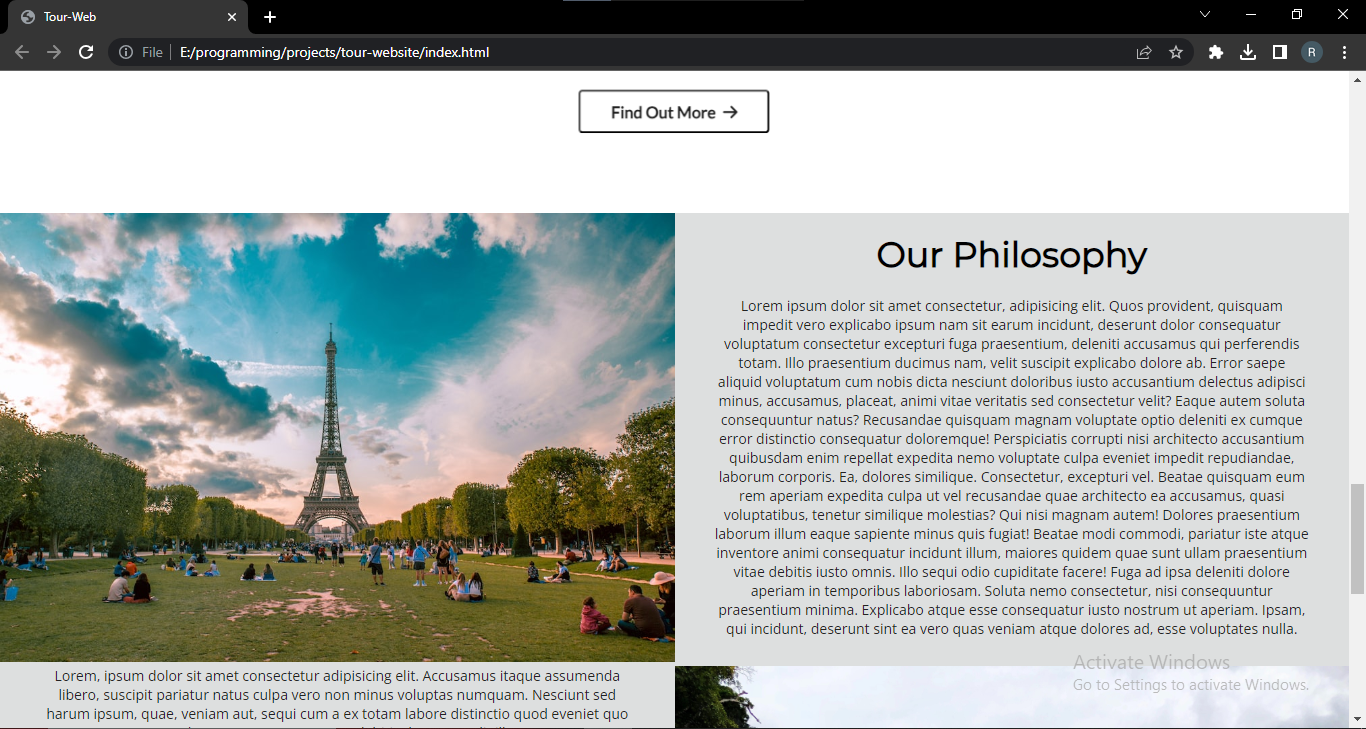 Tour-Web
File
E:/programming/projects/tour-website/index.html
R
Find Out More →
Our Philosophy
Lorem ipsum dolor sit amet consectetur, adipisicing elit. Quos provident, quisquam
impedit vero explicabo ipsum nam sit earum incidunt, deserunt dolor consequatur
voluptatum consectetur excepturi fuga praesentium, deleniti accusamus qui perferendis
totam. Illo praesentium ducimus nam, velit suscipit explicabo dolore ab. Error saepe
aliquid voluptatum cum nobis dicta nesciunt doloribus iusto accusantium delectus adipisci
minus, accusamus, placeat, animi vitae veritatis sed consectetur velit? Eaque autem soluta
consequuntur natus? Recusandae quisquam magnam voluptate optio deleniti ex cumque
error distinctio consequatur doloremque! Perspiciatis corrupti nisi architecto accusantium
quibusdam enim repellat expedita nemo voluptate culpa eveniet impedit repudiandae,
laborum corporis. Ea, dolores similique. Consectetur, excepturi vel. Beatae quisquam eum
rem aperiam expedita culpa ut vel recusandae quae architecto ea accusamus, quasi
voluptatibus, tenetur similique molestias? Qui nisi magnam autem! Dolores praesentium
laborum illum eaque sapiente minus quis fugiat! Beatae modi commodi, pariatur iste atque
inventore animi consequatur incidunt illum, maiores quidem quae sunt ullam praesentium
vitae debitis iusto omnis. Illo sequi odio cupiditate facere! Fuga ad ipsa deleniti dolore
aperiam in temporibus laboriosam. Soluta nemo consectetur, nisi consequuntur
praesentium minima. Explicabo atque esse consequatur iusto nostrum ut aperiam. Ipsam,
qui incidunt, deserunt sint ea vero quas veniam atque dolores ad, esse voluptates nulla.
Lorem, ipsum dolor sit amet consectetur adipisicing elit. Accusamus itaque assumenda
libero, suscipit pariatur natus culpa vero non minus voluptas numquam. Nesciunt sed
harum ipsum, quae, veniam aut, sequi cum a ex totam labore distinctio quod eveniet quo
Activate Windows
Go to Settings to activate Windows.